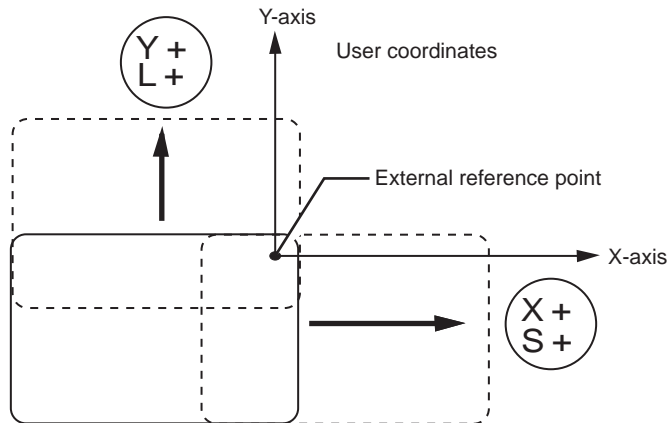 Y-axis
User coordinates
Y +
L +
External reference point
X-axis
X +
S +